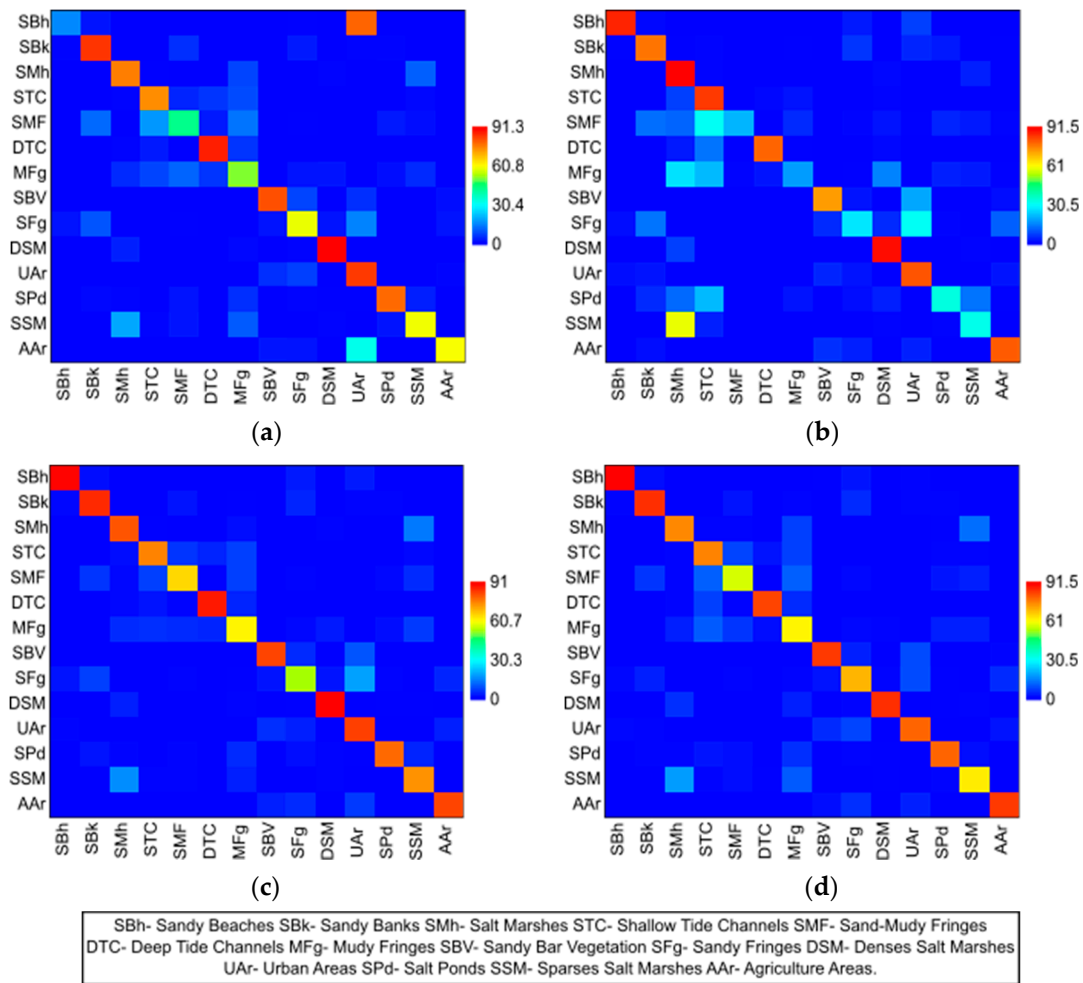 SBh
SBk
SMh
STC
SMF
DTC
MFg
SBV
SFg
DSM
UAr
SPd
SSM
AAr
SBh SBk SMh STC SMF DTC MFg SBV SFg DSM UAr SPd SSM AAr
91.3
60.8
30.4
0
(a)
SBh
SBk
SMh
STC
SMF
DTC
MFg
SBV
SFg
DSM
UAr
SPd
SSM
AAr
SBh SBk SMh STC SMF DTC MFg SBV SFg DSM UAr SPd SSM AAr
91.5
61
30.5
0
(b)
SBh
SBk
SMh
STC
SMF
DTC
MFg
SBV
SFg
DSM
UAr
SPd
SSM
AAr
SBh SBk SMh STC SMF DTC MFg SBV SFg DSM UAr SPd SSM AAr
91
60.7
30.3
0
(c)
SBh
SBk
SMh
STC
SMF
DTC
MFg
SBV
SFg
DSM
UAr
SPd
SSM
AAr
SBh SBk SMh STC SMF DTC MFg SBV SFg DSM UAr SPd SSM AAr
91.5
61
30.5
0
(d)
SBh- Sandy Beaches SBk- Sandy Banks SMh- Salt Marshes STC- Shallow Tide Channels SMF- Sand-Mudy Fringes
DTC- Deep Tide Channels MFg- Mudy Fringes SBV- Sandy Bar Vegetation SFg- Sandy Fringes DSM- Denses Salt Marshes
UAr- Urban Areas SPd- Salt Ponds SSM- Sparses Salt Marshes AAr- Agriculture Areas.